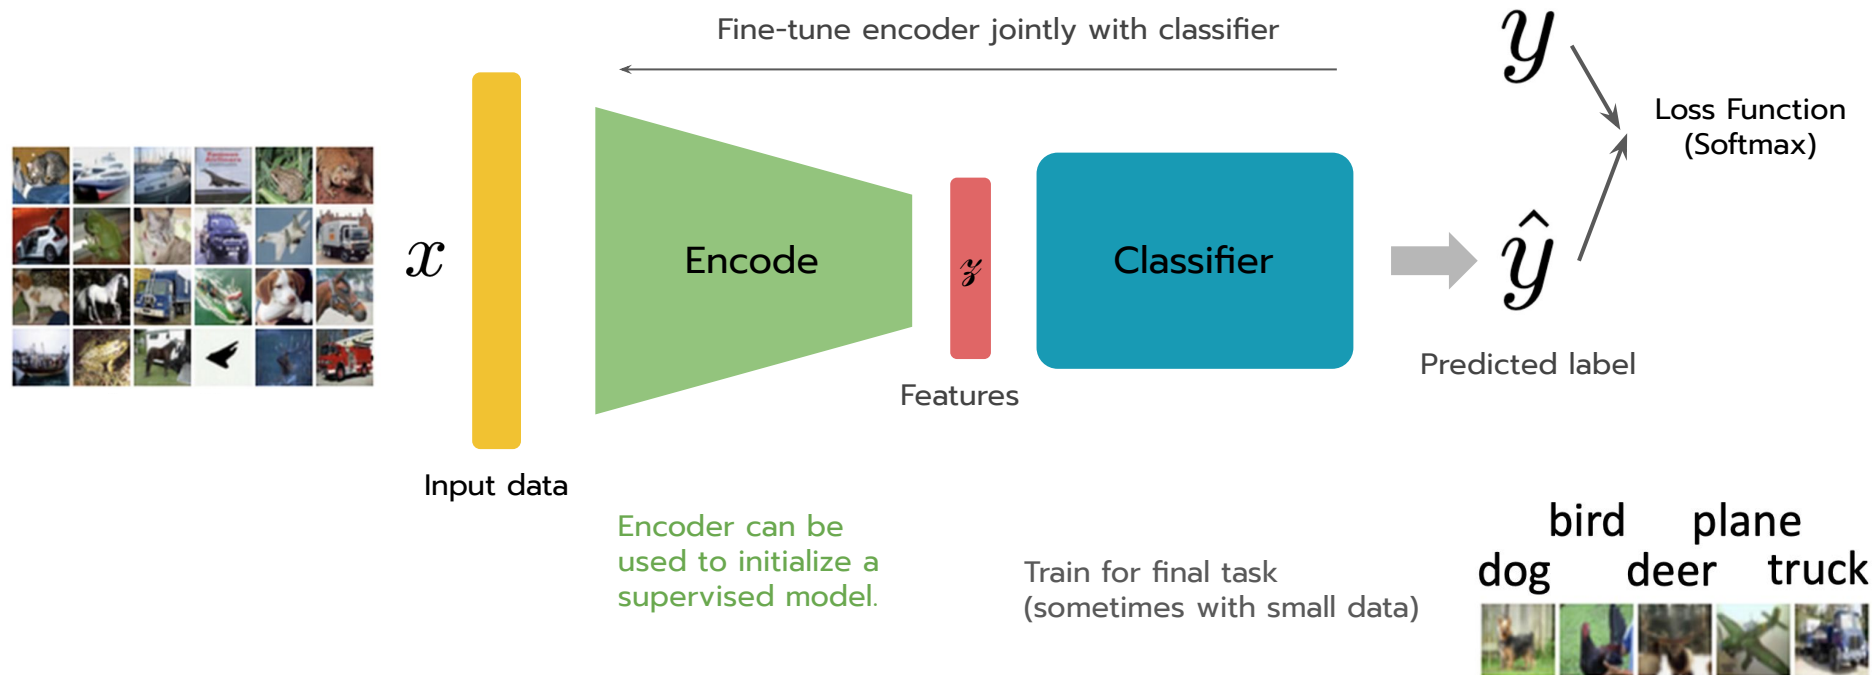 Fine-tune encoder jointly with classifier
y
Loss Function
(Softmax)
x
Encode
z
Classifier
ŷ
Predicted label
Features
Input data
Encoder can be
used to initialize a
supervised model.
Train for final task
(sometimes with small data)
bird plane
dog deer truck